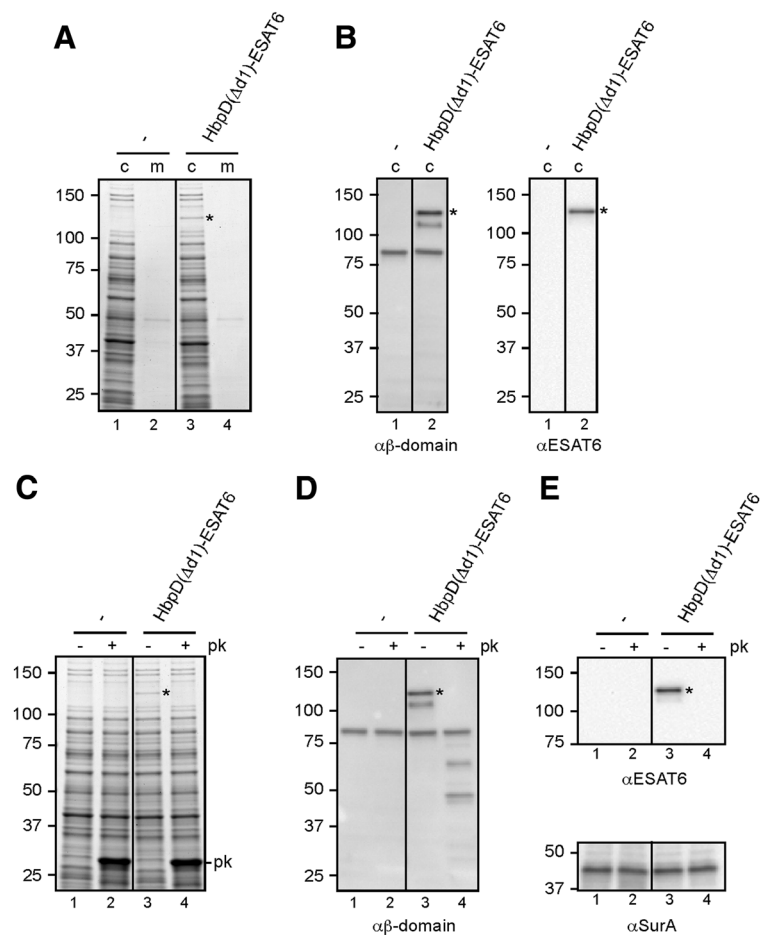 A
HbpD(Δd1)-ESAT6
-
c m c m
150
*
100
75
50
37
25
1 2 3 4
B
HbpD(Δd1)-ESAT6
-
c c
150
*
100
75
50
37
25
1 2
αβ-domain
HbpD(Δd1)-ESAT6
-
c c
150
*
100
75
50
37
25
1 2
αESAT6
C
HbpD(Δd1)-ESAT6
-
- + - + pk
150
*
100
75
50
37
pk
25
1 2 3 4
D
HbpD(Δd1)-ESAT6
-
- + - +
150
*
100
75
50
37
25
1 2 3 4
αβ-domain
E
HbpD(Δd1)-ESAT6
-
- + - + pk
150
*
100
75
1 2 3 4
αESAT6
50
37
1 2 3 4
αSurA